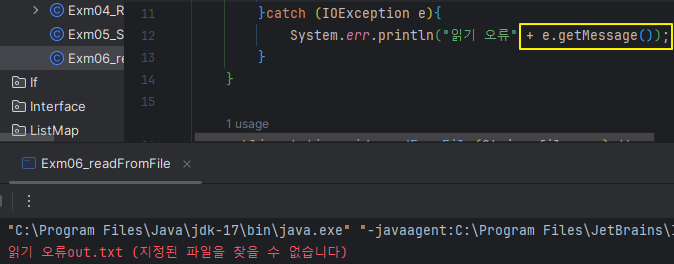 Exm04_R
Exm05_S
Exm06_re
If
Interface
ListMap
11 }catch (IOException e){
12 System.err.println("읽기 오류" + e.getMessage());
13 }
14 }
15
1 usage
Exm06_readFromFile ×
"C:\Program Files\Java\jdk-17\bin\java.exe" "-javaagent:C:\Program Files\JetBrains\
읽기 오류out.txt (지정된 파일을 찾을 수 없습니다)